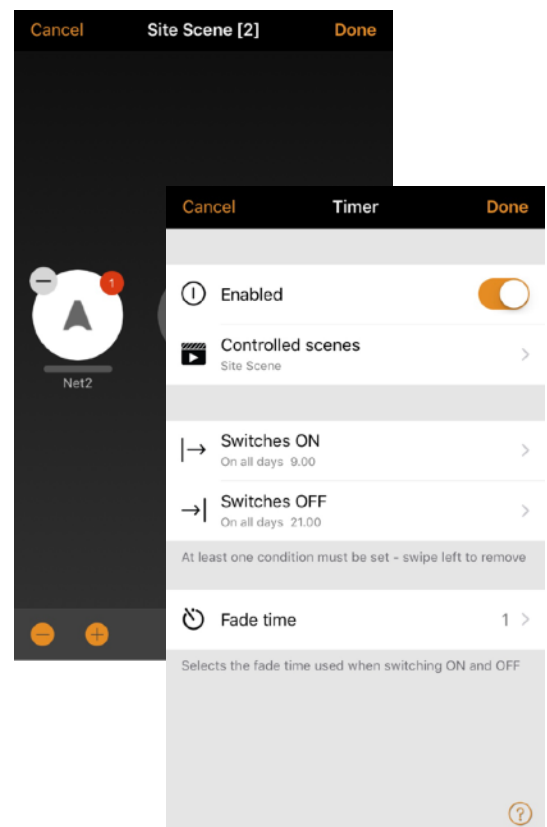 Cancel Site Scene [2] Done
1
Net2
Cancel Timer Done
Enabled
Controlled scenes
Site Scene
Switches ON
On all days 9.00
Switches OFF
On all days 21.00
At least one condition must be set - swipe left to remove
Fade time 1
Selects the fade time used when switching ON and OFF
?